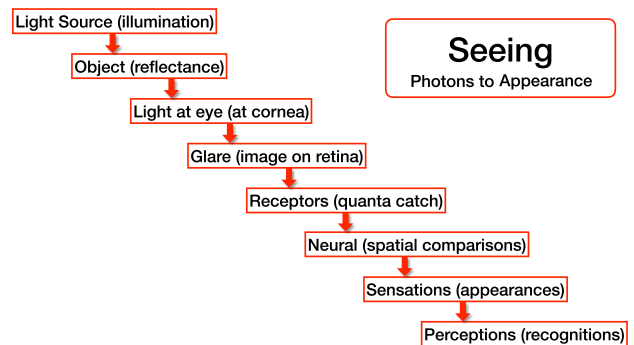 Light Source (illumination)
Seeing
Photons to Appearance
Object (reflectance)
Light at eye (at cornea)
Glare (image on retina)
Receptors (quanta catch)
Neural (spatial comparisons)
Sensations (appearances)
Perceptions (recognitions)